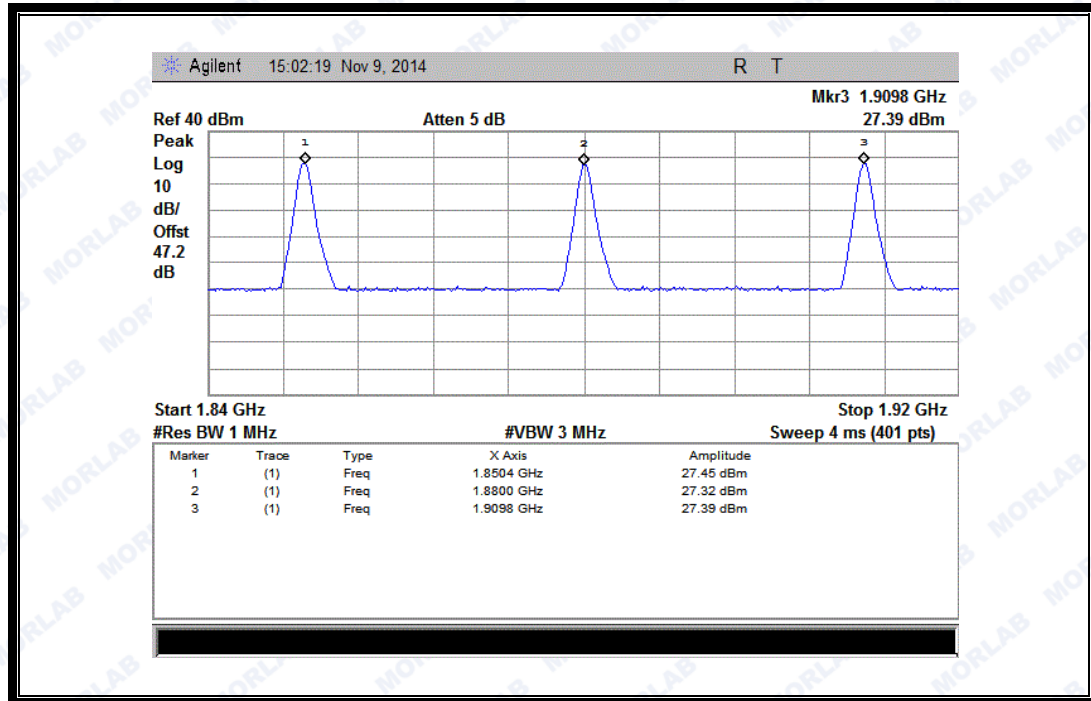 Agilent 15:02:19 Nov 9, 2014 R T
Mkr3 1.9098 GHz
Ref 40 dBm Atten 5 dB 27.39 dBm
Peak
Log
10
dB/
Offst
47.2
dB
1 2 3
Start 1.84 GHz Stop 1.92 GHz
#Res BW 1 MHz #VBW 3 MHz Sweep 4 ms (401 pts)
Marker Trace Type X Axis Amplitude
1 (1) Freq 1.8504 GHz 27.45 dBm
2 (1) Freq 1.8800 GHz 27.32 dBm
3 (1) Freq 1.9098 GHz 27.39 dBm
MORLAB